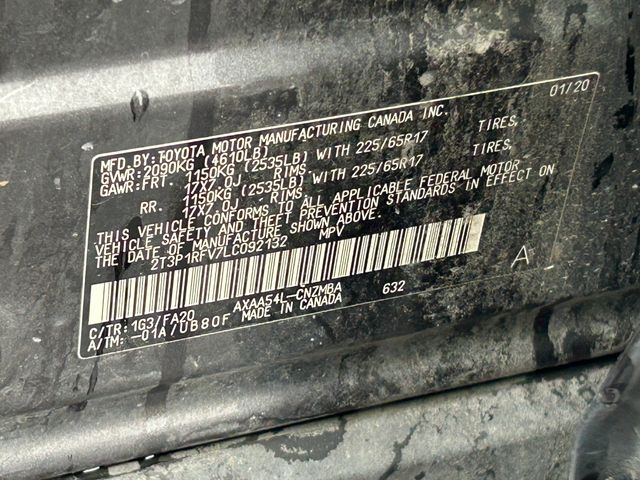 MFD. BY: TOYOTA MOTOR MANUFACTURING CANADA INC. 01/20
GVWR: 2090KG (4610LB)
GAWR: FRT. 1150KG (2535LB) WITH 225/65R17 TIRES,
17X7.0J RIMS
RR. 1150KG (2535LB) WITH 225/65R17 TIRES,
17X7.0J RIMS
THIS VEHICLE CONFORMS TO ALL APPLICABLE FEDERAL MOTOR
VEHICLE SAFETY AND THEFT PREVENTION STANDARDS IN EFFECT ON
THE DATE OF MANUFACTURE SHOWN ABOVE.
2T3P1RFV7LC092132 MPV
A
C/TR: 1G3/FA20 AXAA54L-CNZMBA 632
A/TM: -01A/UB80F MADE IN CANADA